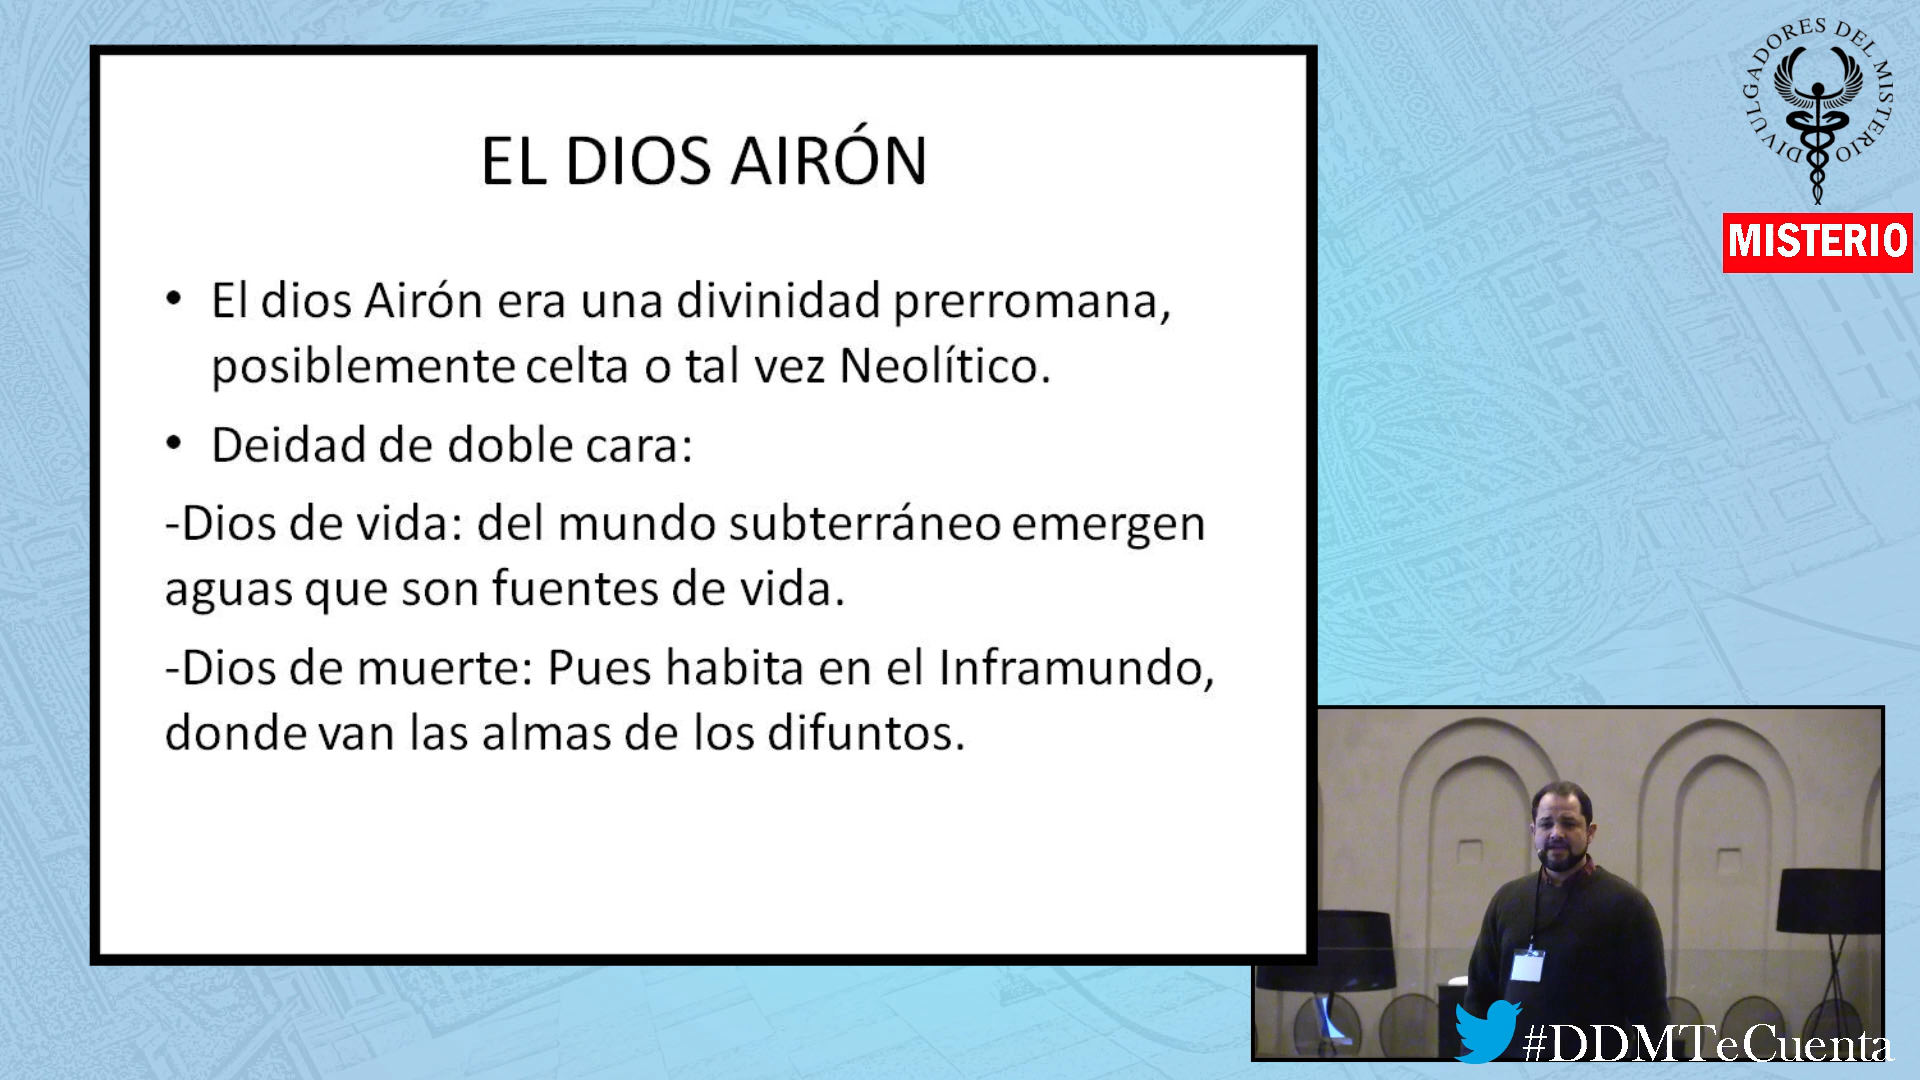 EL DIOS AIRÓN
• El dios Airón era una divinidad prerromana,
posiblemente celta o tal vez Neolítico.
• Deidad de doble cara:
-Dios de vida: del mundo subterráneo emergen
aguas que son fuentes de vida.
-Dios de muerte: Pues habita en el Inframundo,
donde van las almas de los difuntos.
DIVULGADORES DEL MISTERIO
MISTERIO
#DDMTeCuenta